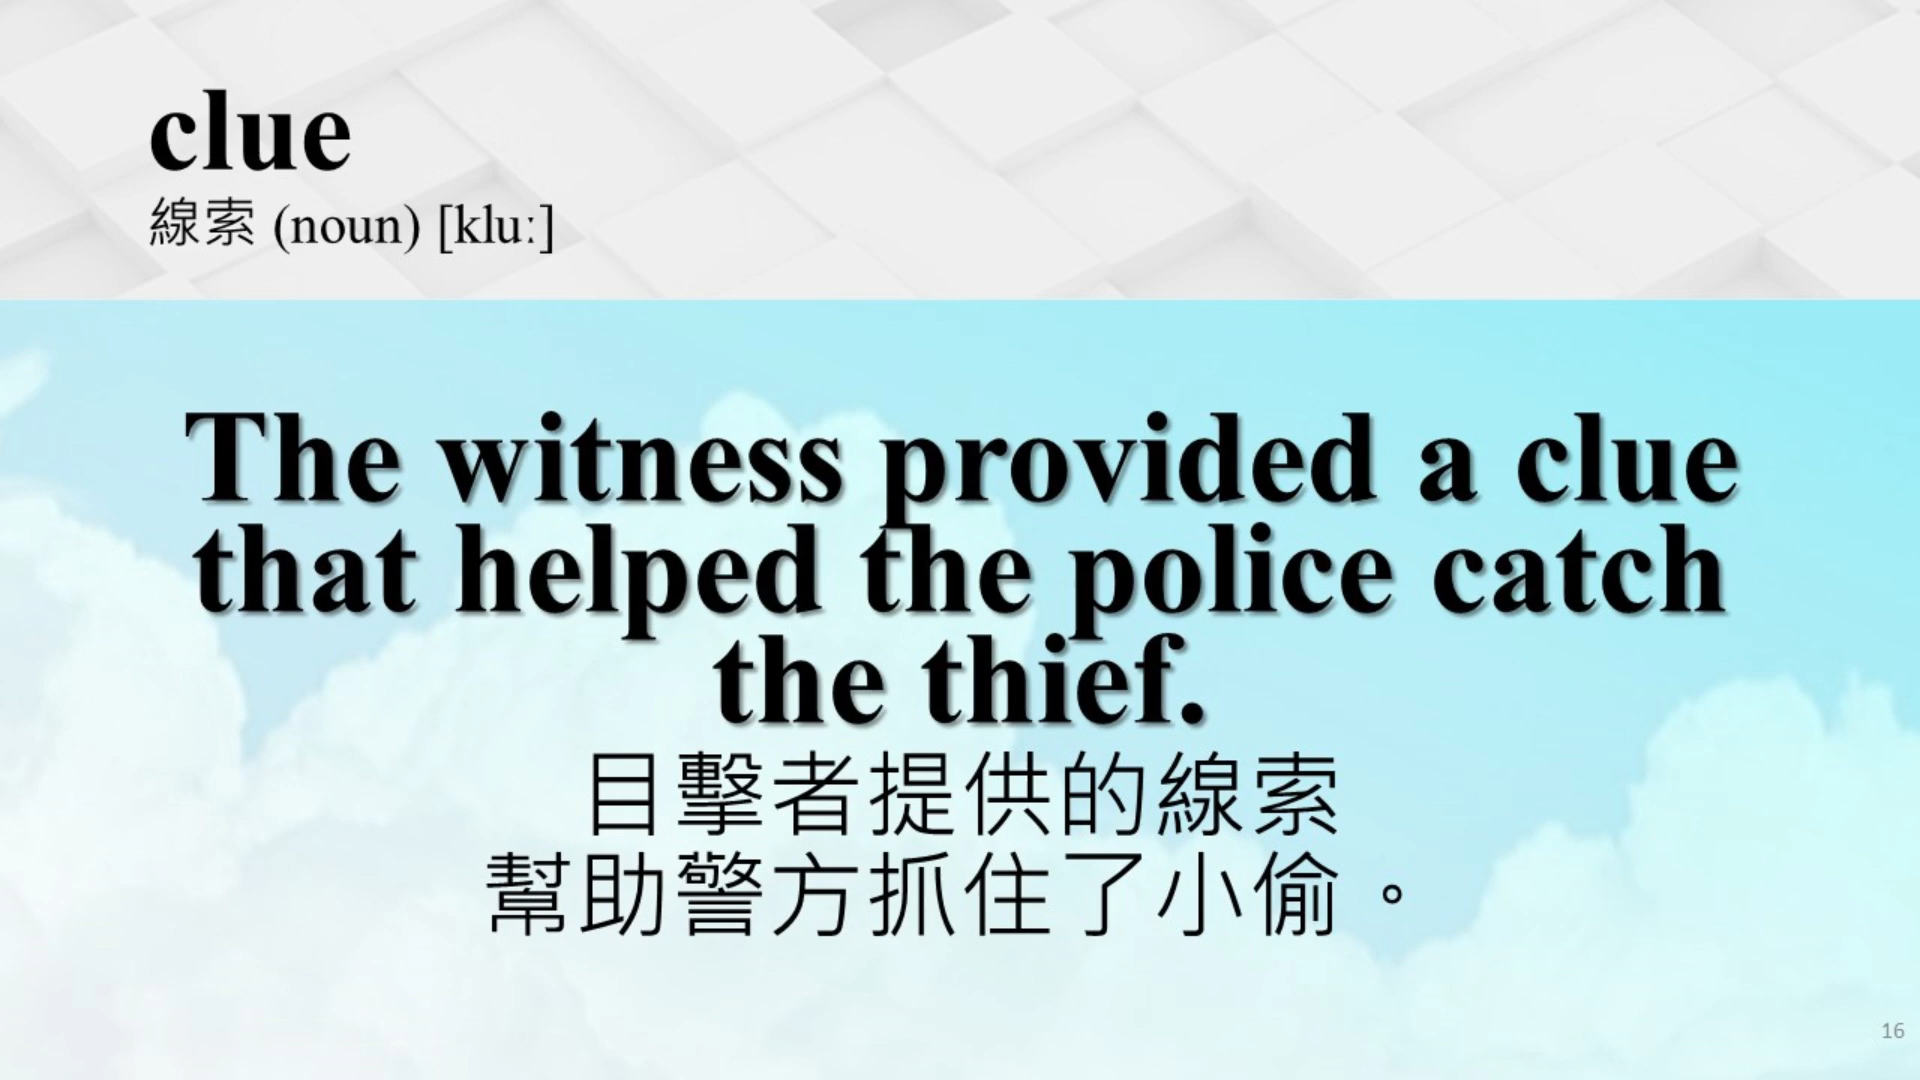 clue
線索 (noun) [kluː]
The witness provided a clue
that helped the police catch
the thief.
目擊者提供的線索
幫助警方抓住了小偷。
16